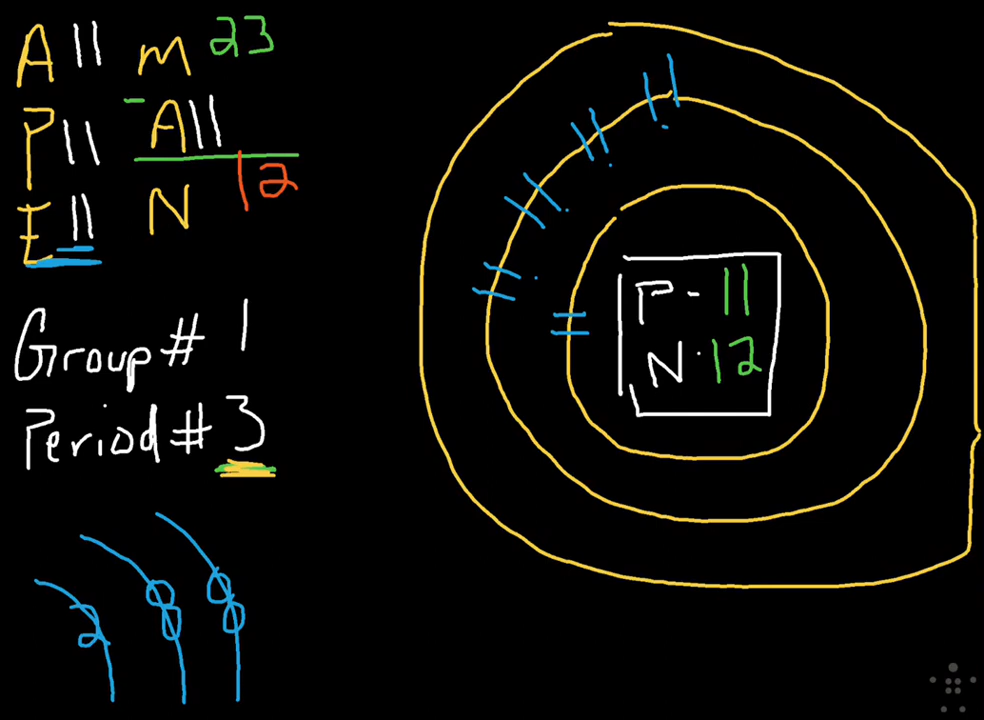 A 11 M 23
P 11 - A 11
E 11 N 12
Group # 1
Period # 3
2 8 8
P - 11
N · 12